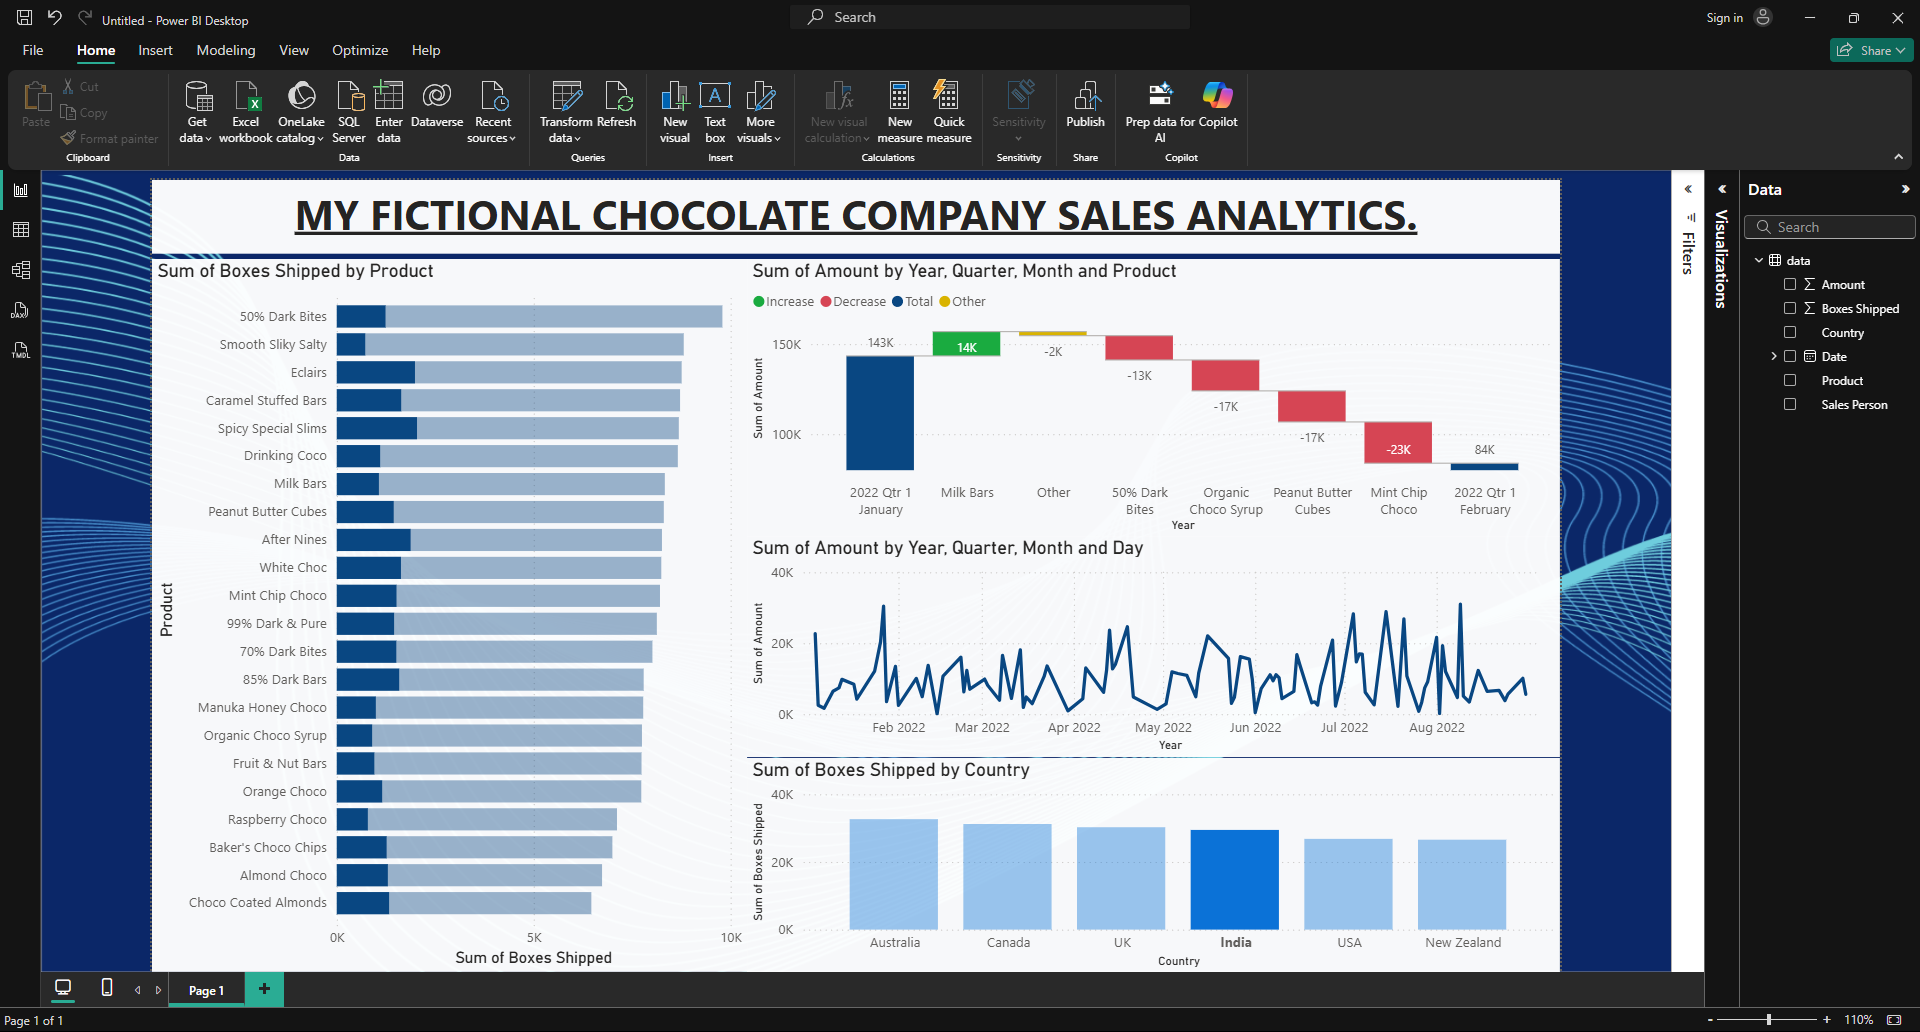 Untitled - Power BI Desktop
Search
Sign in
File
Home
Insert
Modeling
View
Optimize
Help
Share
Paste
Cut
Copy
Format painter
Clipboard
Get
data
Excel
workbook
OneLake
catalog
SQL
Server
Enter
data
Dataverse
Recent
sources
Data
Transform
data
Refresh
Queries
New
visual
Text
box
More
visuals
Insert
New visual
calculation
New
measure
Quick
measure
Calculations
Sensitivity
Sensitivity
Publish
Share
Prep data for
AI
Copilot
Copilot
DAX
TMDL
MY FICTIONAL CHOCOLATE COMPANY SALES ANALYTICS.
Sum of Boxes Shipped by Product
Product
50% Dark Bites
Smooth Sliky Salty
Eclairs
Caramel Stuffed Bars
Spicy Special Slims
Drinking Coco
Milk Bars
Peanut Butter Cubes
After Nines
White Choc
Mint Chip Choco
99% Dark & Pure
70% Dark Bites
85% Dark Bars
Manuka Honey Choco
Organic Choco Syrup
Fruit & Nut Bars
Orange Choco
Raspberry Choco
Baker's Choco Chips
Almond Choco
Choco Coated Almonds
0K 5K 10K
Sum of Boxes Shipped
Sum of Amount by Year, Quarter, Month and Product
Increase Decrease Total Other
Sum of Amount
150K
100K
143K
14K
-2K
-13K
-17K
-17K
-23K
84K
2022 Qtr 1
January
Milk Bars
Other
50% Dark
Bites
Organic
Choco Syrup
Peanut Butter
Cubes
Mint Chip
Choco
2022 Qtr 1
February
Year
Sum of Amount by Year, Quarter, Month and Day
Sum of Amount
40K
20K
0K
Feb 2022 Mar 2022 Apr 2022 May 2022 Jun 2022 Jul 2022 Aug 2022
Year
Sum of Boxes Shipped by Country
Sum of Boxes Shipped
40K
20K
0K
Australia Canada UK India USA New Zealand
Country
Filters
Visualizations
Data
Search
data
Amount
Boxes Shipped
Country
Date
Product
Sales Person
Page 1
Page 1 of 1
110%